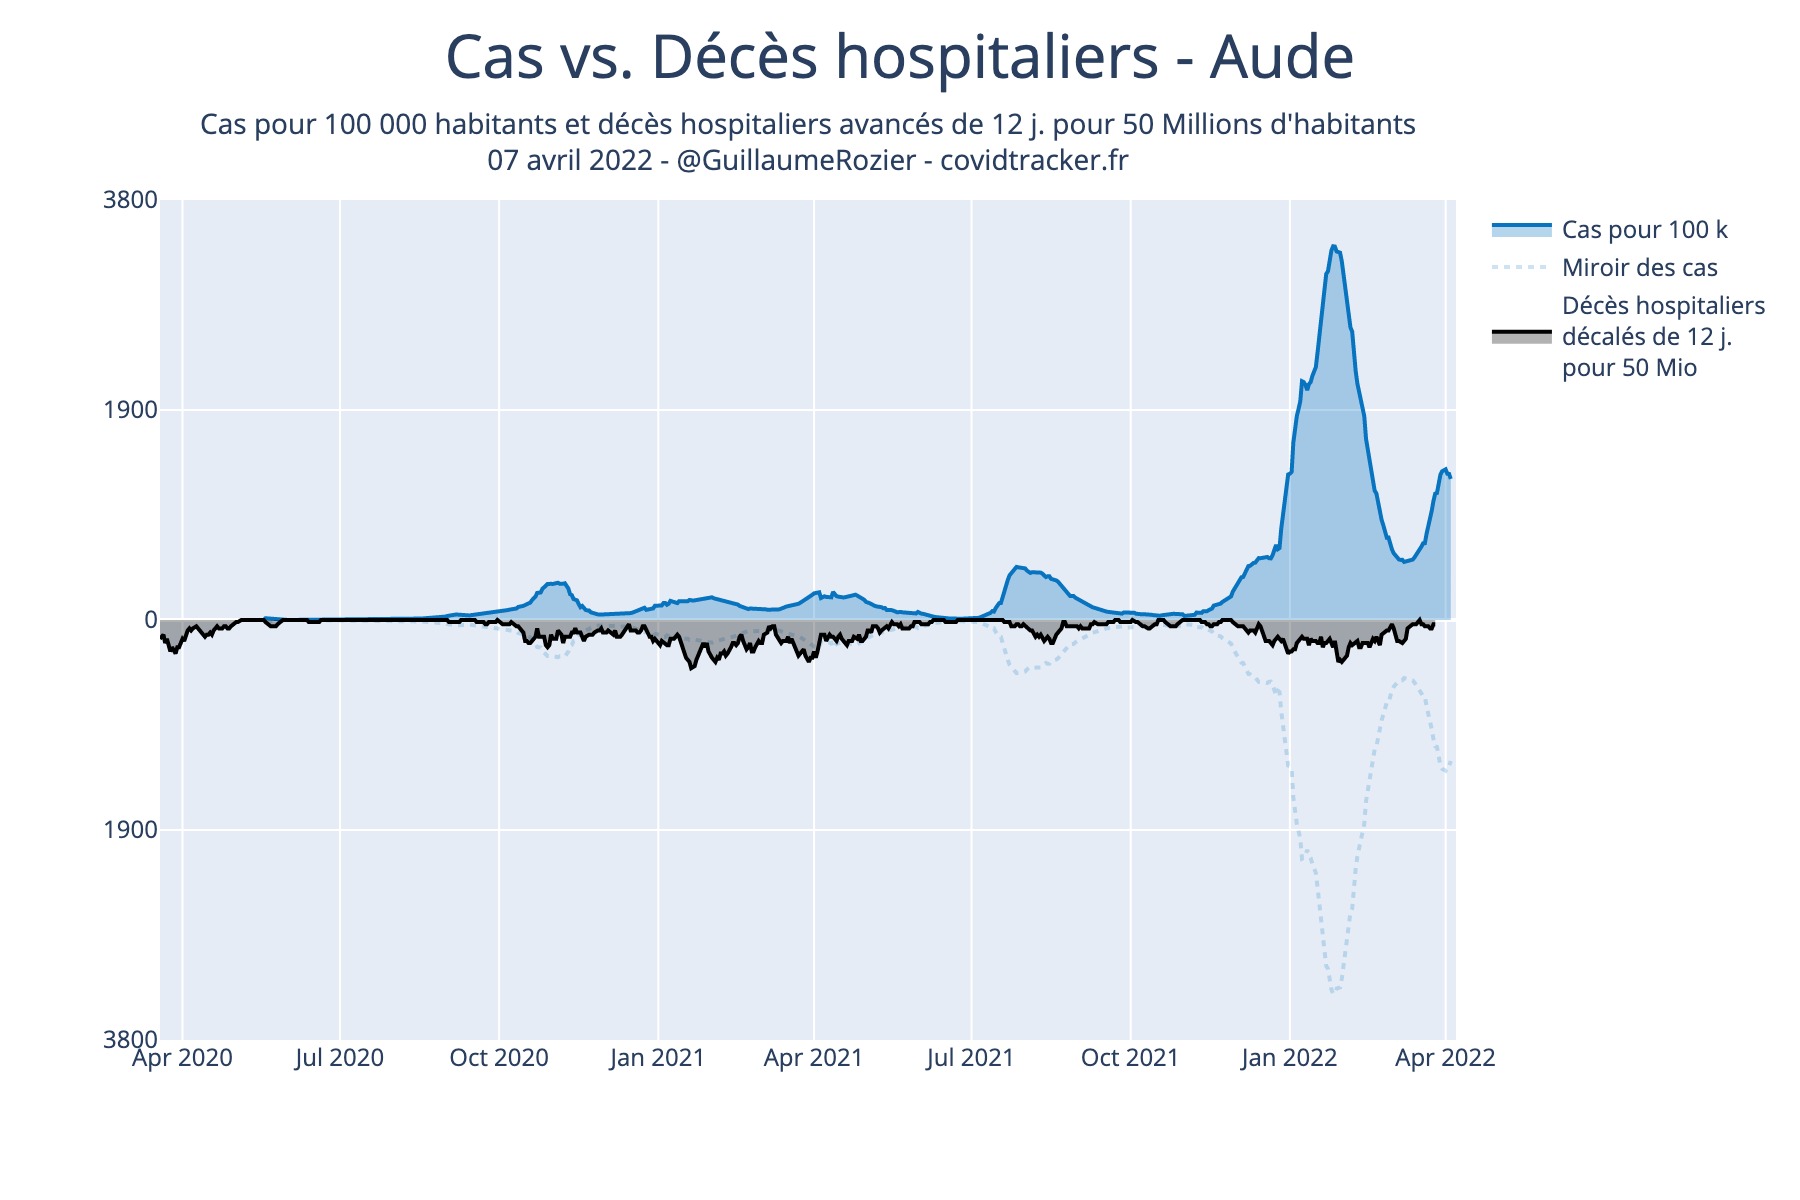 Cas vs. Décès hospitaliers - Aude
Cas pour 100 000 habitants et décès hospitaliers avancés de 12 j. pour 50 Millions d'habitants
07 avril 2022 - @GuillaumeRozier - covidtracker.fr
3800
1900
0
1900
3800
Apr 2020
Jul 2020
Oct 2020
Jan 2021
Apr 2021
Jul 2021
Oct 2021
Jan 2022
Apr 2022
Cas pour 100 k
Miroir des cas
Décès hospitaliers
décalés de 12 j.
pour 50 Mio